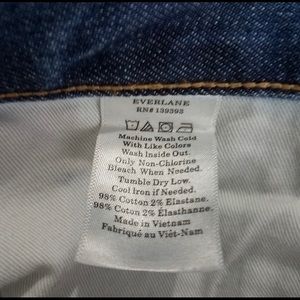 EVERLANE
RN# 139393
Machine Wash Cold
With Like Colors
Wash Inside Out.
Only Non-Chlorine
Bleach When Needed.
Tumble Dry Low.
Cool Iron if Needed.
98% Cotton 2% Elastane.
98% Coton 2% Élasthanne.
Made in Vietnam
Fabriqué au Viêt-Nam